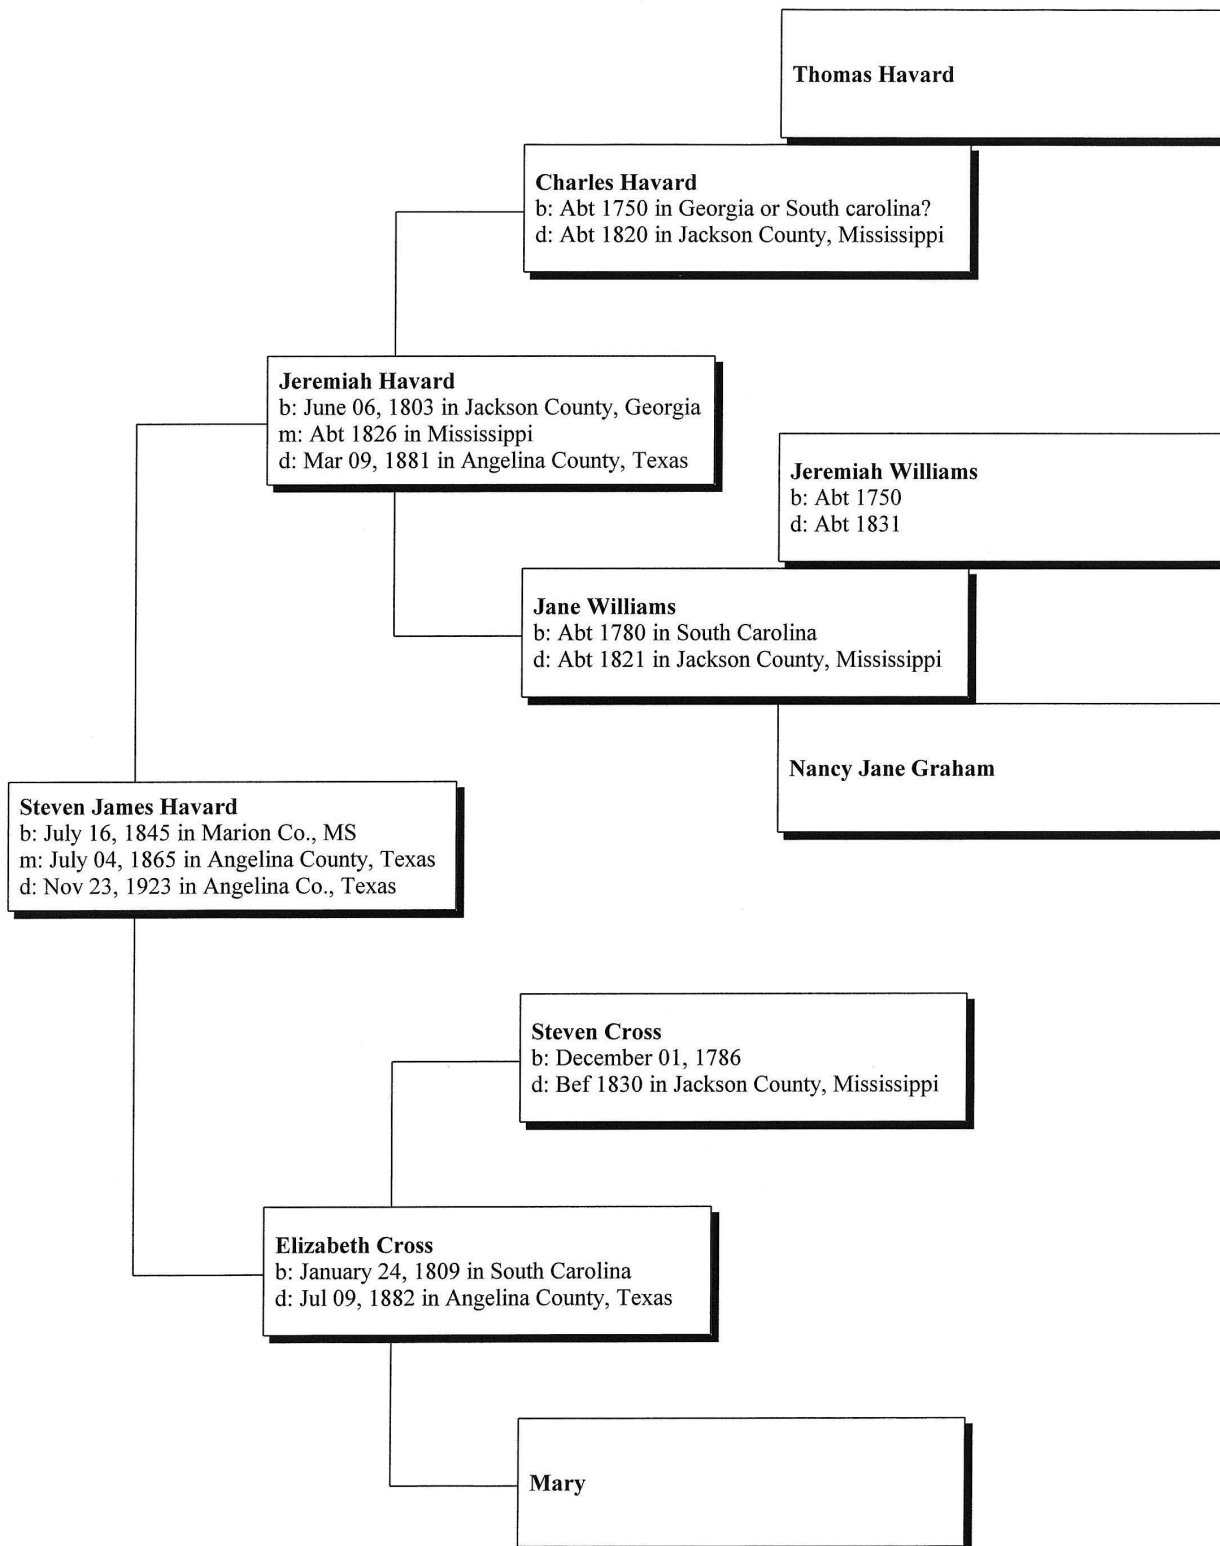 Thomas Havard
Charles Havard
b: Abt 1750 in Georgia or South carolina?
d: Abt 1820 in Jackson County, Mississippi
Jeremiah Havard
b: June 06, 1803 in Jackson County, Georgia
m: Abt 1826 in Mississippi
d: Mar 09, 1881 in Angelina County, Texas
Jeremiah Williams
b: Abt 1750
d: Abt 1831
Jane Williams
b: Abt 1780 in South Carolina
d: Abt 1821 in Jackson County, Mississippi
Nancy Jane Graham
Steven James Havard
b: July 16, 1845 in Marion Co., MS
m: July 04, 1865 in Angelina County, Texas
d: Nov 23, 1923 in Angelina Co., Texas
Steven Cross
b: December 01, 1786
d: Bef 1830 in Jackson County, Mississippi
Elizabeth Cross
b: January 24, 1809 in South Carolina
d: Jul 09, 1882 in Angelina County, Texas
Mary